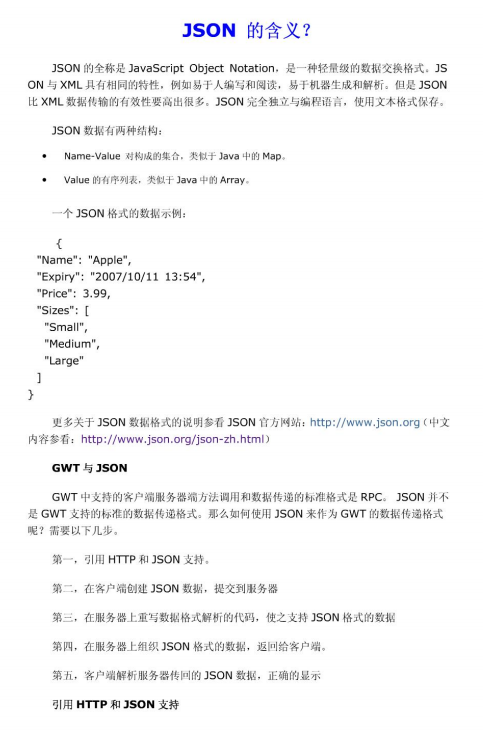 JSON 的含义？
JSON 的全称是 JavaScript Object Notation，是一种轻量级的数据交换格式。JS
ON 与 XML 具有相同的特性，例如易于人编写和阅读，易于机器生成和解析。但是 JSON
比 XML 数据传输的有效性要高出很多。JSON 完全独立与编程语言，使用文本格式保存。
JSON 数据有两种结构：
• Name-Value 对构成的集合，类似于 Java 中的 Map。
• Value 的有序列表，类似于 Java 中的 Array。
一个 JSON 格式的数据示例：
{
"Name": "Apple",
"Expiry": "2007/10/11 13:54",
"Price": 3.99,
"Sizes": [
"Small",
"Medium",
"Large"
]
}
更多关于 JSON 数据格式的说明参看 JSON 官方网站：http://www.json.org（中文
内容参看：http://www.json.org/json-zh.html）
GWT 与 JSON
GWT 中支持的客户端服务器端方法调用和数据传递的标准格式是 RPC。 JSON 并不
是 GWT 支持的标准的数据传递格式。那么如何使用 JSON 来作为 GWT 的数据传递格式
呢？需要以下几步。
第一，引用 HTTP 和 JSON 支持。
第二，在客户端创建 JSON 数据，提交到服务器
第三，在服务器上重写数据格式解析的代码，使之支持 JSON 格式的数据
第四，在服务器上组织 JSON 格式的数据，返回给客户端。
第五，客户端解析服务器传回的 JSON 数据，正确的显示
引用 HTTP 和 JSON 支持